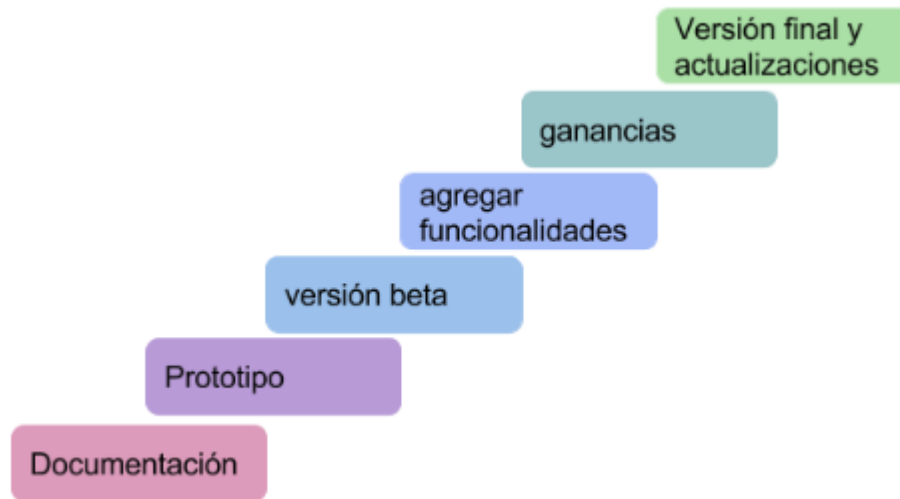 Versión final y
actualizaciones
ganancias
agregar
funcionalidades
versión beta
Prototipo
Documentación